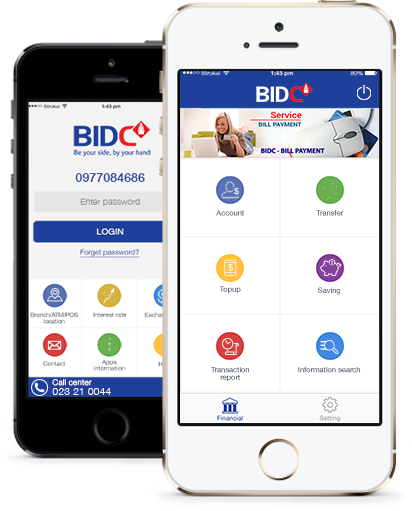 Strokel
1:43 pm
BIDC
Be your side, by your hand!
0977084686
Enter password
LOGIN
Forget password?
Branch/ATM/POS
location
Interest rate
Contact
Apps
information
Call center
023 21 0044
Strokel
1:43 pm
80%
BIDC
Service
BILL PAYMENT
BIDC - BILL PAYMENT
Account
Transfer
Topup
Saving
Transaction
report
Information search
Financial
Setting